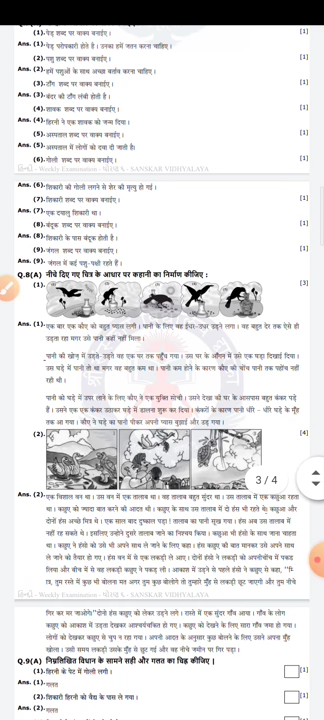 (1). पेड़ शब्द पर वाक्य बनाईए। [1]
Ans. (1). पेड़ परोपकारी होते है। उनका हमें जतन करना चाहिए।
(2). पशु शब्द पर वाक्य बनाईए। [1]
Ans. (2). हमें पशुओं के साथ अच्छा बर्ताव करना चाहिए।
(3). टाँग शब्द पर वाक्य बनाईए। [1]
Ans. (3). बंदर की टाँग लंबी होती है।
(4). शावक शब्द पर वाक्य बनाईए। [1]
Ans. (4). हिरनी ने एक शावक को जन्म दिया।
(5). अस्पताल शब्द पर वाक्य बनाईए। [1]
Ans. (5). अस्पताल में लोगों को दवा दी जाती है।
(6). गोली शब्द पर वाक्य बनाईए। [1]
Weekly Examination - SANSKAR VIDHYALAYA
Ans. (6). शिकारी की गोली लगने से शेर की मृत्यु हो गई।
(7). शिकारी शब्द पर वाक्य बनाईए। [1]
Ans. (7). एक दयालु शिकारी था।
(8). बंदूक शब्द पर वाक्य बनाईए। [1]
Ans. (8). शिकारी के पास बंदूक होती है।
(9). जंगल शब्द पर वाक्य बनाईए। [1]
Ans. (9). जंगल में कई पशु-पक्षी रहते हैं।
Q.8(A) नीचे दिए गए चित्र के आधार पर कहानी का निर्माण कीजिए :
(1). [3]
Ans. (1). एक बार एक कौए को बहुत प्यास लगी। पानी के लिए वह ईधर-उधर उड़ने लगा। वह बहुत देर तक ऐसे ही
उड़ता रहा मगर उसे पानी कहीं नहीं मिला।
पानी की खोज में उड़ते-उड़ते वह एक घर तक पहुँच गया। उस घर के आँगन में उसे एक घड़ा दिखाई दिया।
उस घड़े में पानी तो था मगर वह बहुत कम था। पानी कम होने के कारण कौए की चोंच पानी तक पहोंच नहीं
रही थी।
पानी को घड़े में उपर लाने के लिए कौए ने एक युक्ति सोची। उसने देखा की घर के आसपास बहुत कंकर पड़े
हैं। उसने एक एक कंकर उठाकर घड़े में डालना शुरू कर दिया। कंकरों के कारण पानी धीरे - धीरे घड़े के मुँह
तक आ गया। कौए ने घड़े का पानी पीकर अपनी प्यास बुझाई और उड़ गया।
(2). [4]
3 / 4
Ans. (2). एक विशाल वन था। उस वन में एक तालाब था। वह तालाब बहुत सुंदर था। उस तालाब में एक कछुआ रहता
था। कछुए को ज्यादा बात करने की आदत थी। कछुए के साथ उस तालाब में दो हंस भी रहते थे। कछुआ और
दोनों हंस अच्छे मित्र थे। एक साल बाद दुष्काल पड़ा। तालाब का पानी सूख गया। हंस अब उस तालाब में
नहीं रह सकते थे। इसलिए उन्होंने दुसरे तालाब जाने का निश्चय किया। कछुआ भी हंसो के साथ जाना चाहता
था। कछुए ने हंसो को उसे भी अपने साथ ले जाने के लिए कहा। हंस कछुए की बात मानकर उसे अपने साथ
ले जाने को तैयार हो गए। हंस वन में से एक लकड़ी ले आए। दोनों हंसो ने लकड़ी को अपनीचोंच में पकड
लिया और बीच में से वह लकड़ी कछुए ने पकड़ ली। आकाश में उड़ने से पहले हंसो ने कछुए से कहा,
तुम रास्ते में कुछ भी बोलना मत अगर तुम कुछ बोलोगे तो तुम्हारे मुँह से लकड़ी छूट जाएगी और तुम नीचे
गिर कर मर जाओगे।”दोनों हंस कछुए को लेकर उड़ने लगे। रास्ते में एक सुंदर गाँव आया। गाँव के लोग
कछुए को आकाश में उड़ता देखकर आश्चर्यचकित हो गए। कछुए को देखने के लिए सारा गाँव जमा हो गया।
लोगों को देखकर कछुए से चुप न रहा गया। अपनी आदत के अनुसार कुछ बोलने के लिए उसने अपना मुँह
खोला। उसी समय लकड़ी उसके मुँह से छूट गई और वह नीचे जमीन पर गिर पड़ा।
Q.9(A) निम्नलिखित विधान के सामने सही और गलत का चिह्न कीजिए।
(1). हिरनी के पेट में गोली लगी। [1]
Ans. (1). गलत
(2). शिकारी हिरनी को वैद्य के पास ले गया। [1]
Ans. (2). गलत